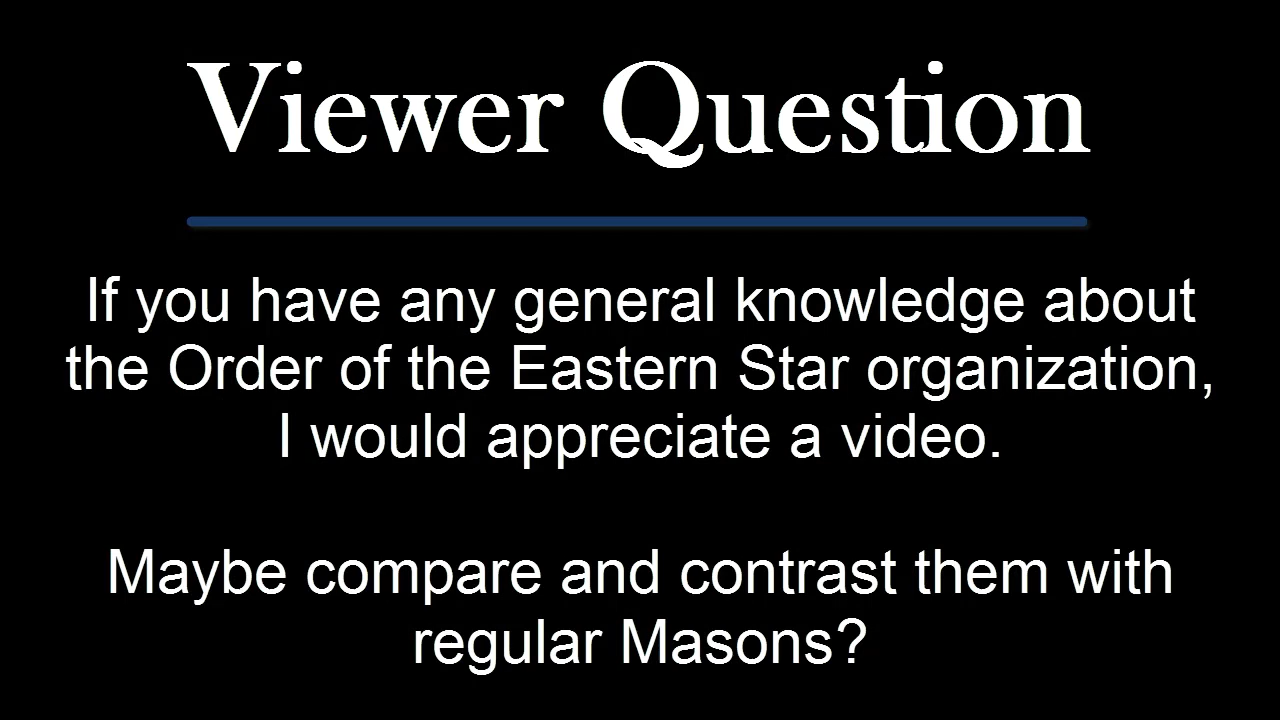 Viewer Question
If you have any general knowledge about
the Order of the Eastern Star organization,
I would appreciate a video.
Maybe compare and contrast them with
regular Masons?